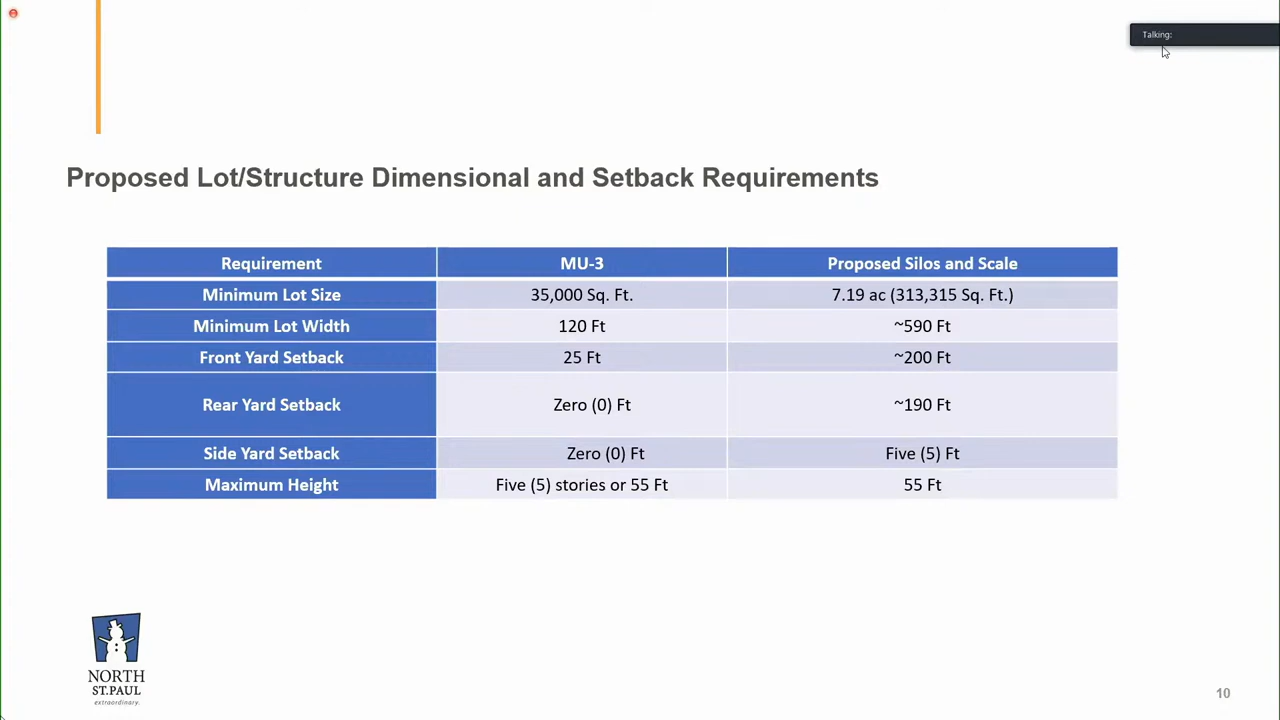 Talking:
Proposed Lot/Structure Dimensional and Setback Requirements
Requirement MU-3 Proposed Silos and Scale
Minimum Lot Size 35,000 Sq. Ft. 7.19 ac (313,315 Sq. Ft.)
Minimum Lot Width 120 Ft ~590 Ft
Front Yard Setback 25 Ft ~200 Ft
Rear Yard Setback Zero (0) Ft ~190 Ft
Side Yard Setback Zero (0) Ft Five (5) Ft
Maximum Height Five (5) stories or 55 Ft 55 Ft
NORTH
ST.PAUL
extraordinary.
10